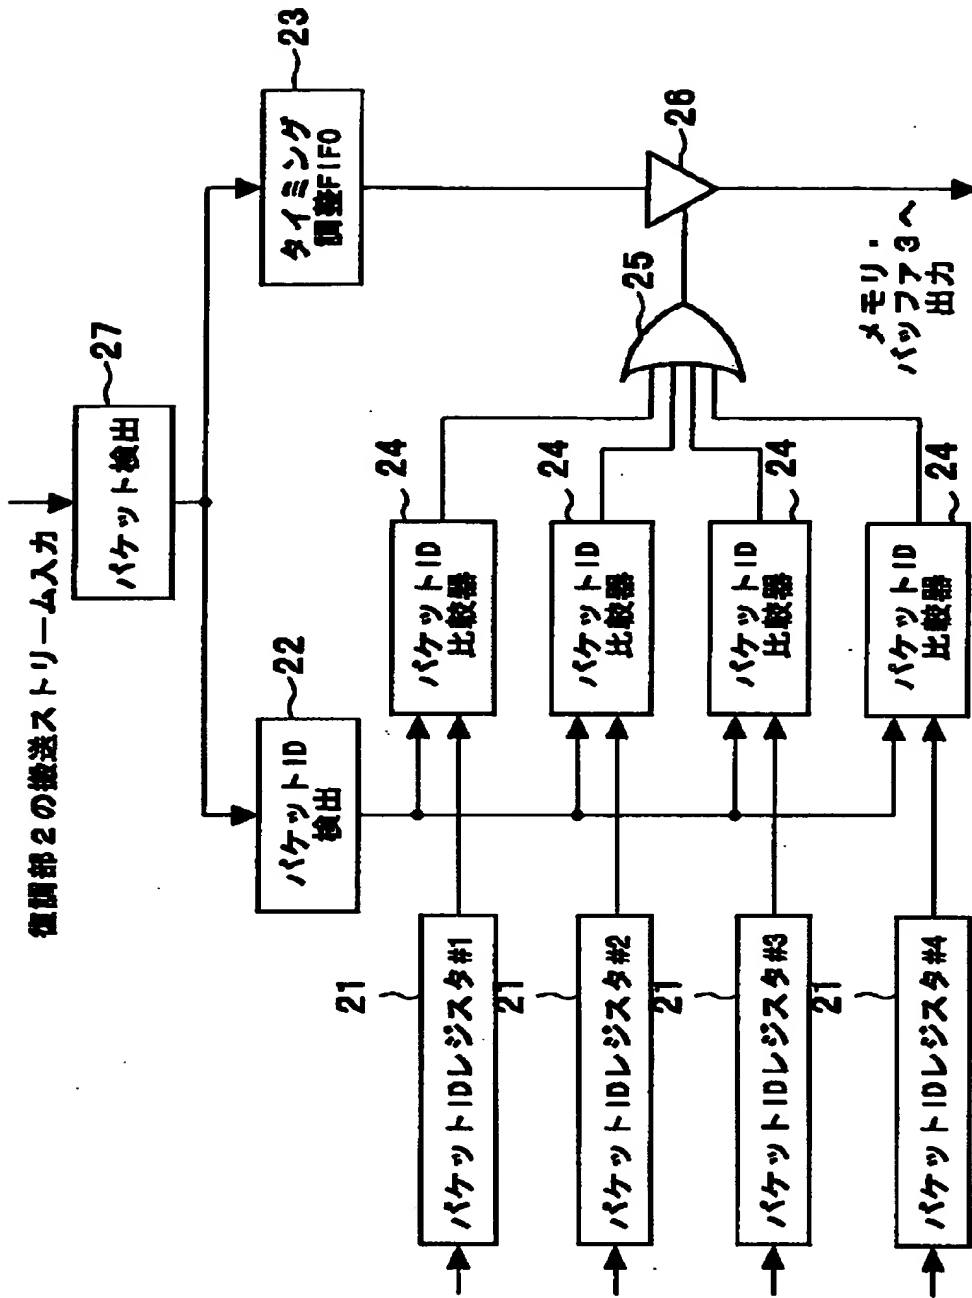 復調部2の搬送ストリーム入力
パケット検出
27
パケットID
検出
22
タイミング
調整FIFO
23
パケットIDレジスタ#1
21
パケットID
比較器
24
パケットIDレジスタ#2
21
パケットID
比較器
24
パケットIDレジスタ#3
21
パケットID
比較器
24
パケットIDレジスタ#4
21
パケットID
比較器
24
25
26
メモリ・
バッファ3へ
出力